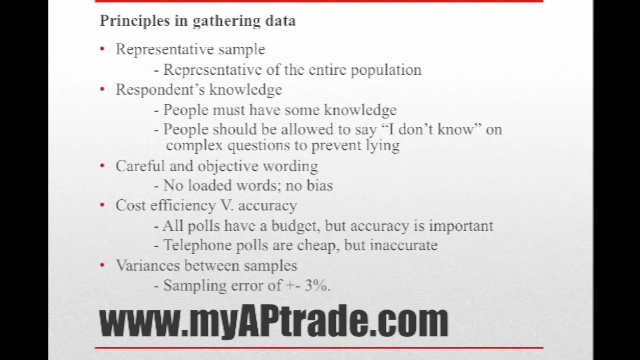 Principles in gathering data
• Representative sample
- Representative of the entire population
• Respondent's knowledge
- People must have some knowledge
- People should be allowed to say "I don't know" on
complex questions to prevent lying
• Careful and objective wording
- No loaded words; no bias
• Cost efficiency V. accuracy
- All polls have a budget, but accuracy is important
- Telephone polls are cheap, but inaccurate
• Variances between samples
- Sampling error of +- 3%.
www.myAPtrade.com